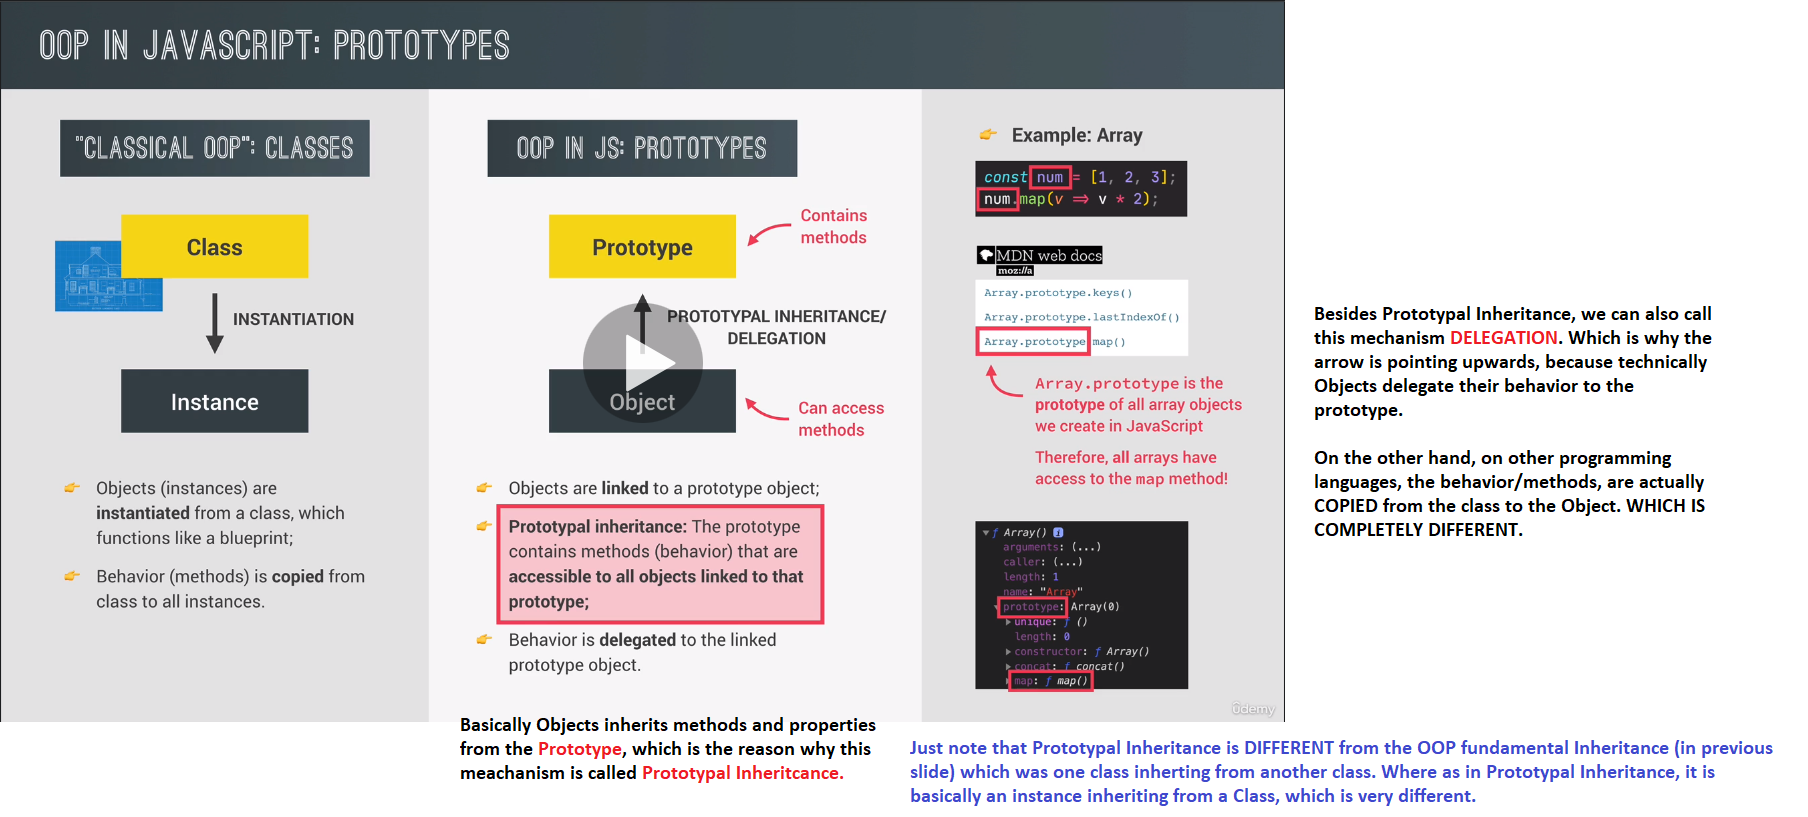 OOP IN JAVASCRIPT: PROTOTYPES
"CLASSICAL OOP": CLASSES
Class
INSTANTIATION
Instance
Objects (instances) are
instantiated from a class, which
functions like a blueprint;
Behavior (methods) is copied from
class to all instances.
OOP IN JS: PROTOTYPES
Prototype
Contains
methods
PROTOTYPAL INHERITANCE/
DELEGATION
Object
Can access
methods
Objects are linked to a prototype object;
Prototypal inheritance: The prototype
contains methods (behavior) that are
accessible to all objects linked to that
prototype;
Behavior is delegated to the linked
prototype object.
Example: Array
const num = [1, 2, 3];
num.map(v => v * 2);
MDN web docs
moz://a
Array.prototype.keys()
Array.prototype.lastIndexOf()
Array.prototype.map()
Array.prototype is the
prototype of all array objects
we create in JavaScript
Therefore, all arrays have
access to the map method!
▼ ƒ Array() i
arguments: (...)
caller: (...)
length: 1
name: "Array"
▼ prototype: Array(0)
▶ unique: ƒ ()
length: 0
▶ constructor: ƒ Array()
▶ concat: ƒ concat()
▶ map: ƒ map()
ûdemy
Besides Prototypal Inheritance, we can also call
this mechanism DELEGATION. Which is why the
arrow is pointing upwards, because technically
Objects delegate their behavior to the
prototype.
On the other hand, on other programming
languages, the behavior/methods, are actually
COPIED from the class to the Object. WHICH IS
COMPLETELY DIFFERENT.
Basically Objects inherits methods and properties
from the Prototype, which is the reason why this
meachanism is called Prototypal Inheritcance.
Just note that Prototypal Inheritance is DIFFERENT from the OOP fundamental Inheritance (in previous
slide) which was one class inherting from another class. Where as in Prototypal Inheritance, it is
basically an instance inheriting from a Class, which is very different.